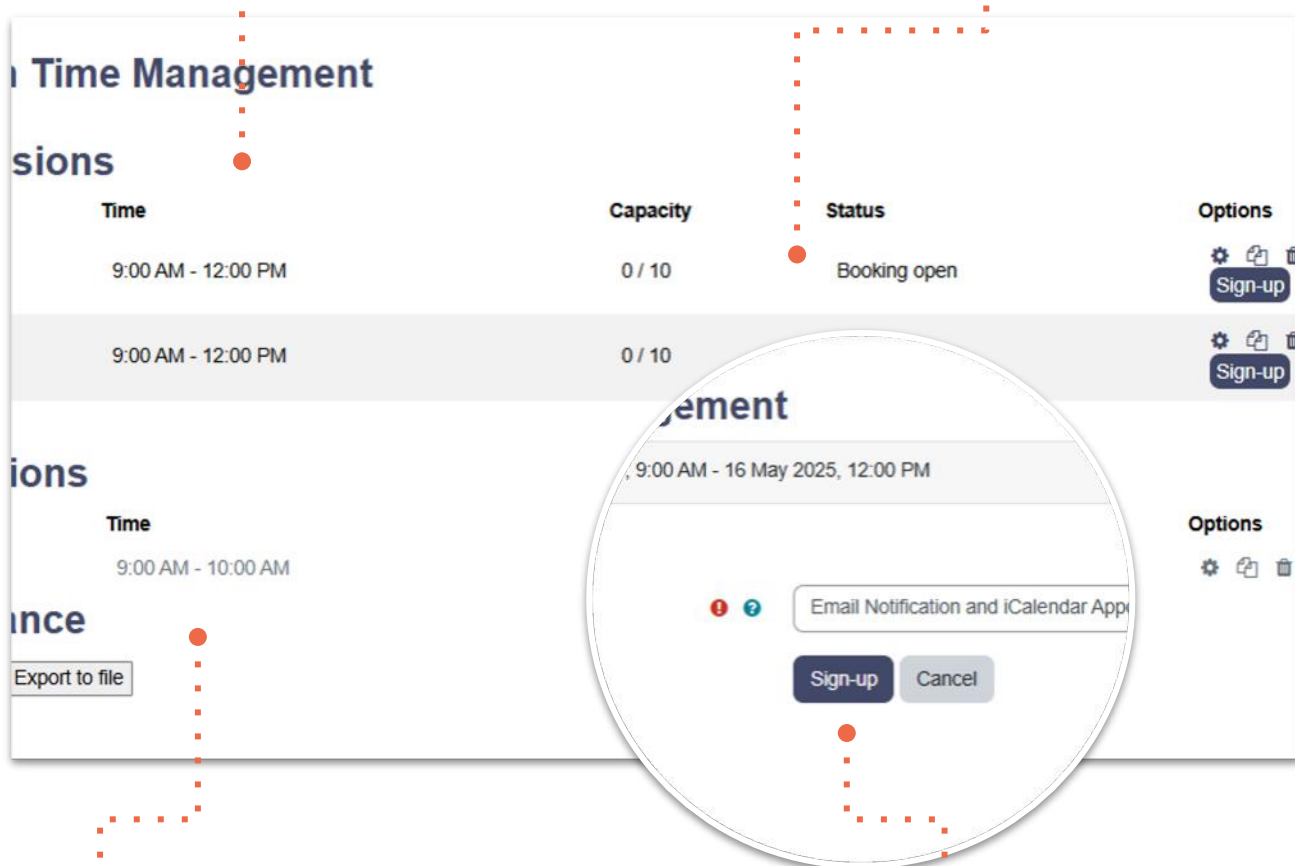 Time Management
sions
Time Capacity Status Options
9:00 AM - 12:00 PM 0 / 10 Booking open
Sign-up
9:00 AM - 12:00 PM 0 / 10
Sign-up
ement
, 9:00 AM - 16 May 2025, 12:00 PM
ions
Time Options
9:00 AM - 10:00 AM
Email Notification and iCalendar Appo
ance
Export to file
Sign-up Cancel